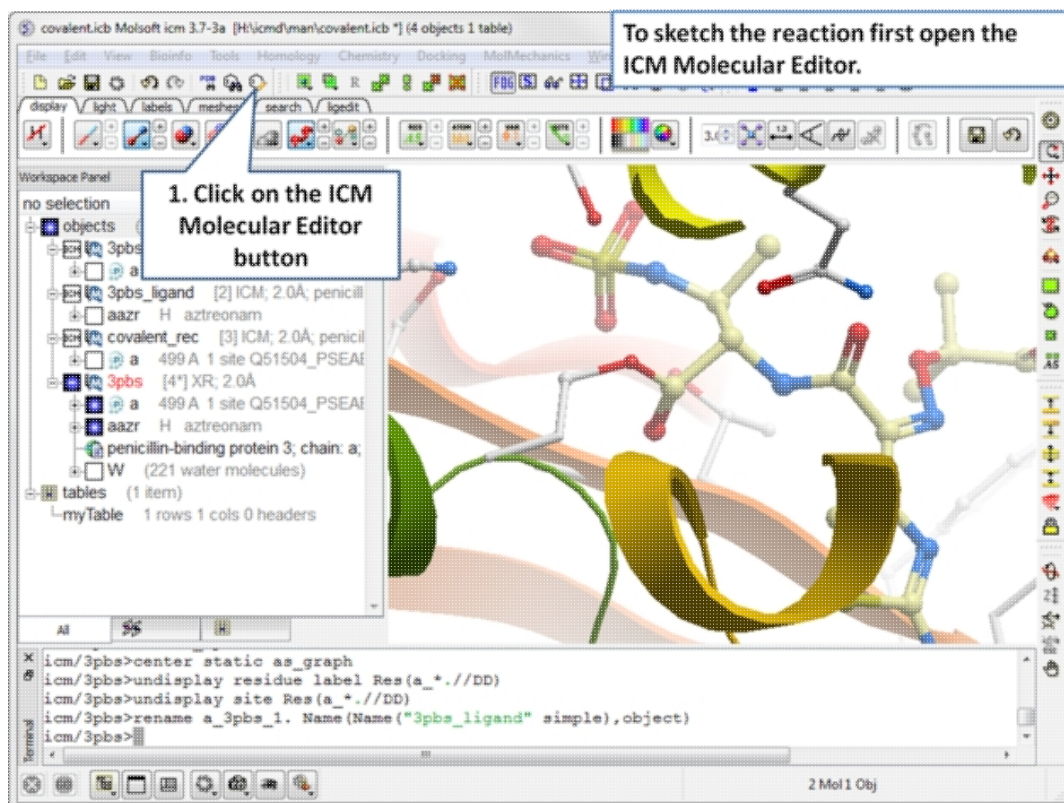 covalent.icb Molsoft icm 3.7-3a [H:\icmd\man\covalent.icb *] (4 objects 1 table)
To sketch the reaction first open the
ICM Molecular Editor.
File Edit View Bioinfo Tools Homology Chemistry Docking MolMechanics
display light labels meshes search ligedit
Workspace Panel
no selection
1. Click on the ICM
Molecular Editor
button
objects
3pbs
a
3pbs_ligand [2] ICM; 2.0Å; penicill
aazr H aztreonam
covalent_rec [3] ICM; 2.0Å; penicil
a 499 A 1 site Q51504_PSEAE
3pbs [4*] XR; 2.0Å
a 499 A 1 site Q51504_PSEAE
aazr H aztreonam
penicillin-binding protein 3; chain: a;
W (221 water molecules)
tables (1 item)
myTable 1 rows 1 cols 0 headers
All
icm/3pbs>center static as_graph
icm/3pbs>undisplay residue label Res(a_*.//DD)
icm/3pbs>undisplay site Res(a_*.//DD)
icm/3pbs>rename a_3pbs_1. Name(Name("3pbs_ligand" simple),object)
icm/3pbs>
Terminal
2 Mol 1 Obj